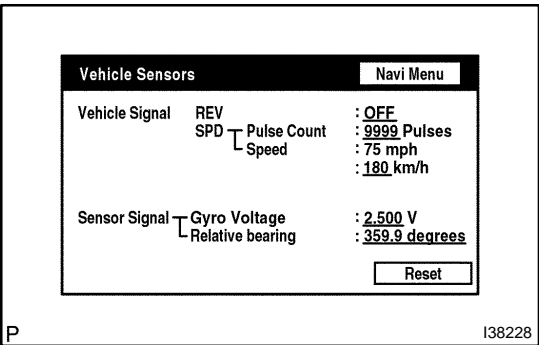 Vehicle Sensors Navi Menu
Vehicle Signal REV : OFF
SPD Pulse Count : 9999 Pulses
Speed : 75 mph
: 180 km/h
Sensor Signal Gyro Voltage : 2.500 V
Relative bearing : 359.9 degrees
Reset
P I38228